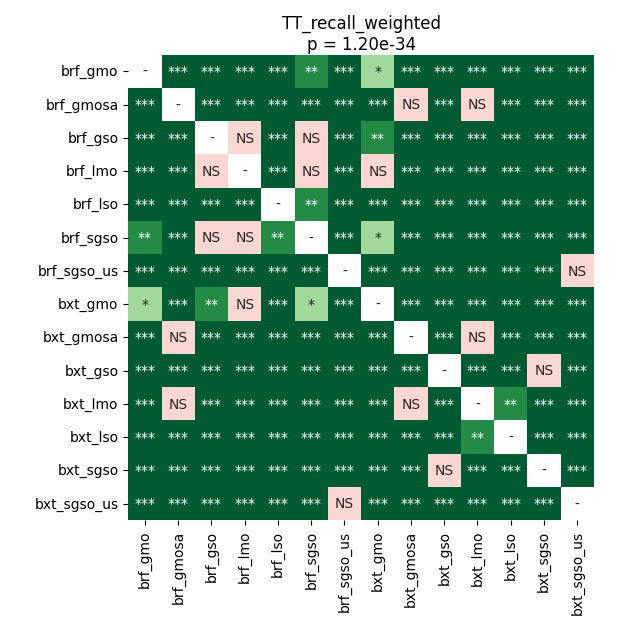 TT_recall_weighted
p = 1.20e-34
brf_gmo - *** *** *** *** ** *** * *** *** *** *** *** ***
brf_gmosa *** - *** *** *** *** *** *** NS *** NS *** *** ***
brf_gso *** *** - NS *** NS *** ** *** *** *** *** *** ***
brf_lmo *** *** NS - *** NS *** NS *** *** *** *** *** ***
brf_lso *** *** *** *** - ** *** *** *** *** *** *** *** ***
brf_sgso ** *** NS NS ** - *** * *** *** *** *** *** ***
brf_sgso_us *** *** *** *** *** *** - *** *** *** *** *** *** NS
bxt_gmo * *** ** NS *** * *** - *** *** *** *** *** ***
bxt_gmosa *** NS *** *** *** *** *** *** - *** NS *** *** ***
bxt_gso *** *** *** *** *** *** *** *** *** - *** *** NS ***
bxt_lmo *** NS *** *** *** *** *** *** NS *** - ** *** ***
bxt_lso *** *** *** *** *** *** *** *** *** *** ** - *** ***
bxt_sgso *** *** *** *** *** *** *** *** *** NS *** *** - ***
bxt_sgso_us *** *** *** *** *** *** NS *** *** *** *** *** *** -
brf_gmo
brf_gmosa
brf_gso
brf_lmo
brf_lso
brf_sgso
brf_sgso_us
bxt_gmo
bxt_gmosa
bxt_gso
bxt_lmo
bxt_lso
bxt_sgso
bxt_sgso_us